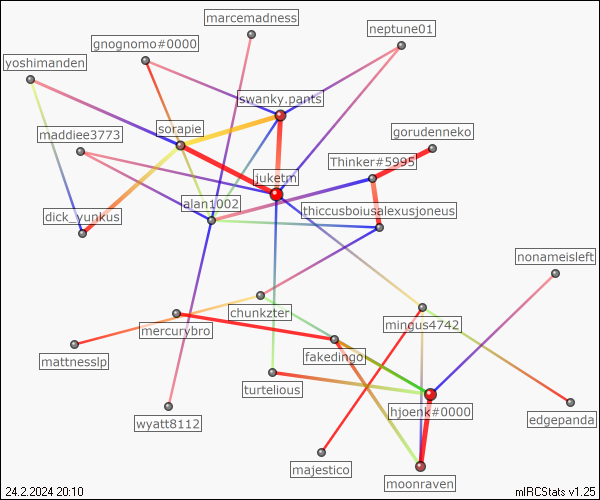 marcemadness
neptune01
gnognomo#0000
yoshimanden
swanky.pants
sorapie
gorudenneko
maddiee3773
Thinker#5995
juketm
alan1002
thiccusboiusalexusjoneus
dick_yunkus
nonameisleft
chunkzter
mingus4742
mercurybro
fakedingo
mattnesslp
turtelious
hjoenk#0000
edgepanda
wyatt8112
majestico
moonraven
24.2.2024 20:10
mIRCStats v1.25